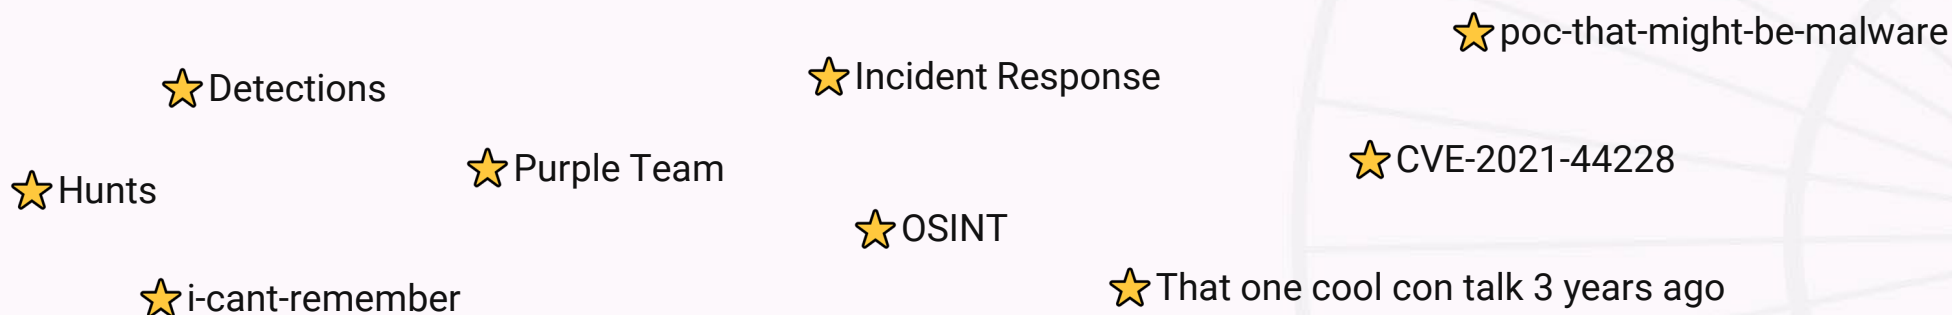 poc-that-might-be-malware
Detections
Incident Response
Hunts
Purple Team
CVE-2021-44228
OSINT
i-cant-remember
That one cool con talk 3 years ago